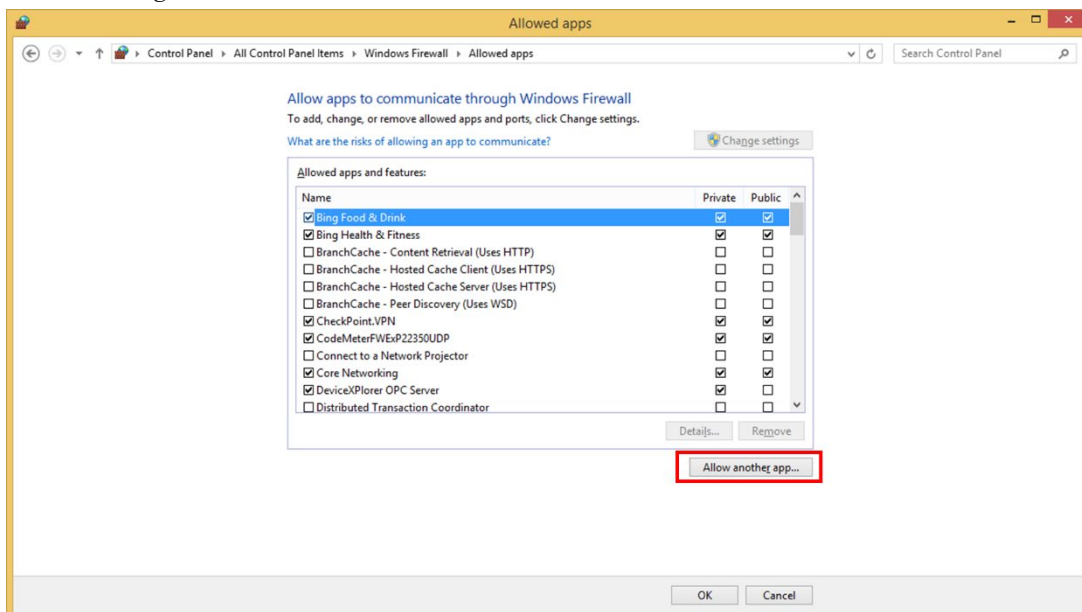 Allowed apps
Control Panel ▸ All Control Panel Items ▸ Windows Firewall ▸ Allowed apps
Search Control Panel
Allow apps to communicate through Windows Firewall
To add, change, or remove allowed apps and ports, click Change settings.
What are the risks of allowing an app to communicate?
Change settings
Allowed apps and features:
Name Private Public
Bing Food & Drink
Bing Health & Fitness
BranchCache - Content Retrieval (Uses HTTP)
BranchCache - Hosted Cache Client (Uses HTTPS)
BranchCache - Hosted Cache Server (Uses HTTPS)
BranchCache - Peer Discovery (Uses WSD)
CheckPoint.VPN
CodeMeterFWExP22350UDP
Connect to a Network Projector
Core Networking
DeviceXPlorer OPC Server
Distributed Transaction Coordinator
Details... Remove
Allow another app...
OK Cancel